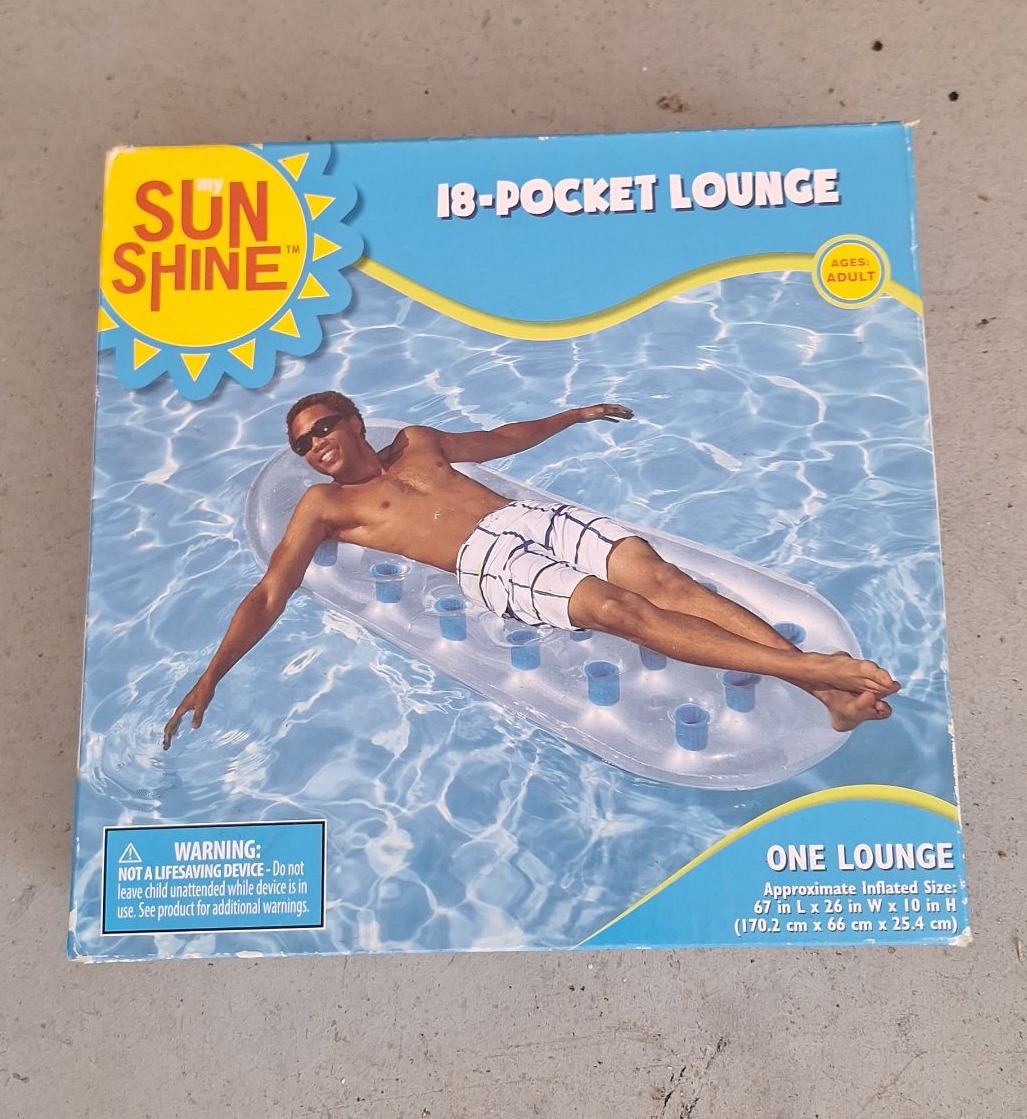 my
SUN
SHINE™
18-POCKET LOUNGE
AGES:
ADULT
WARNING:
NOT A LIFESAVING DEVICE - Do not
leave child unattended while device is in
use. See product for additional warnings.
ONE LOUNGE
Approximate Inflated Size:
67 in L x 26 in W x 10 in H
(170.2 cm x 66 cm x 25.4 cm)